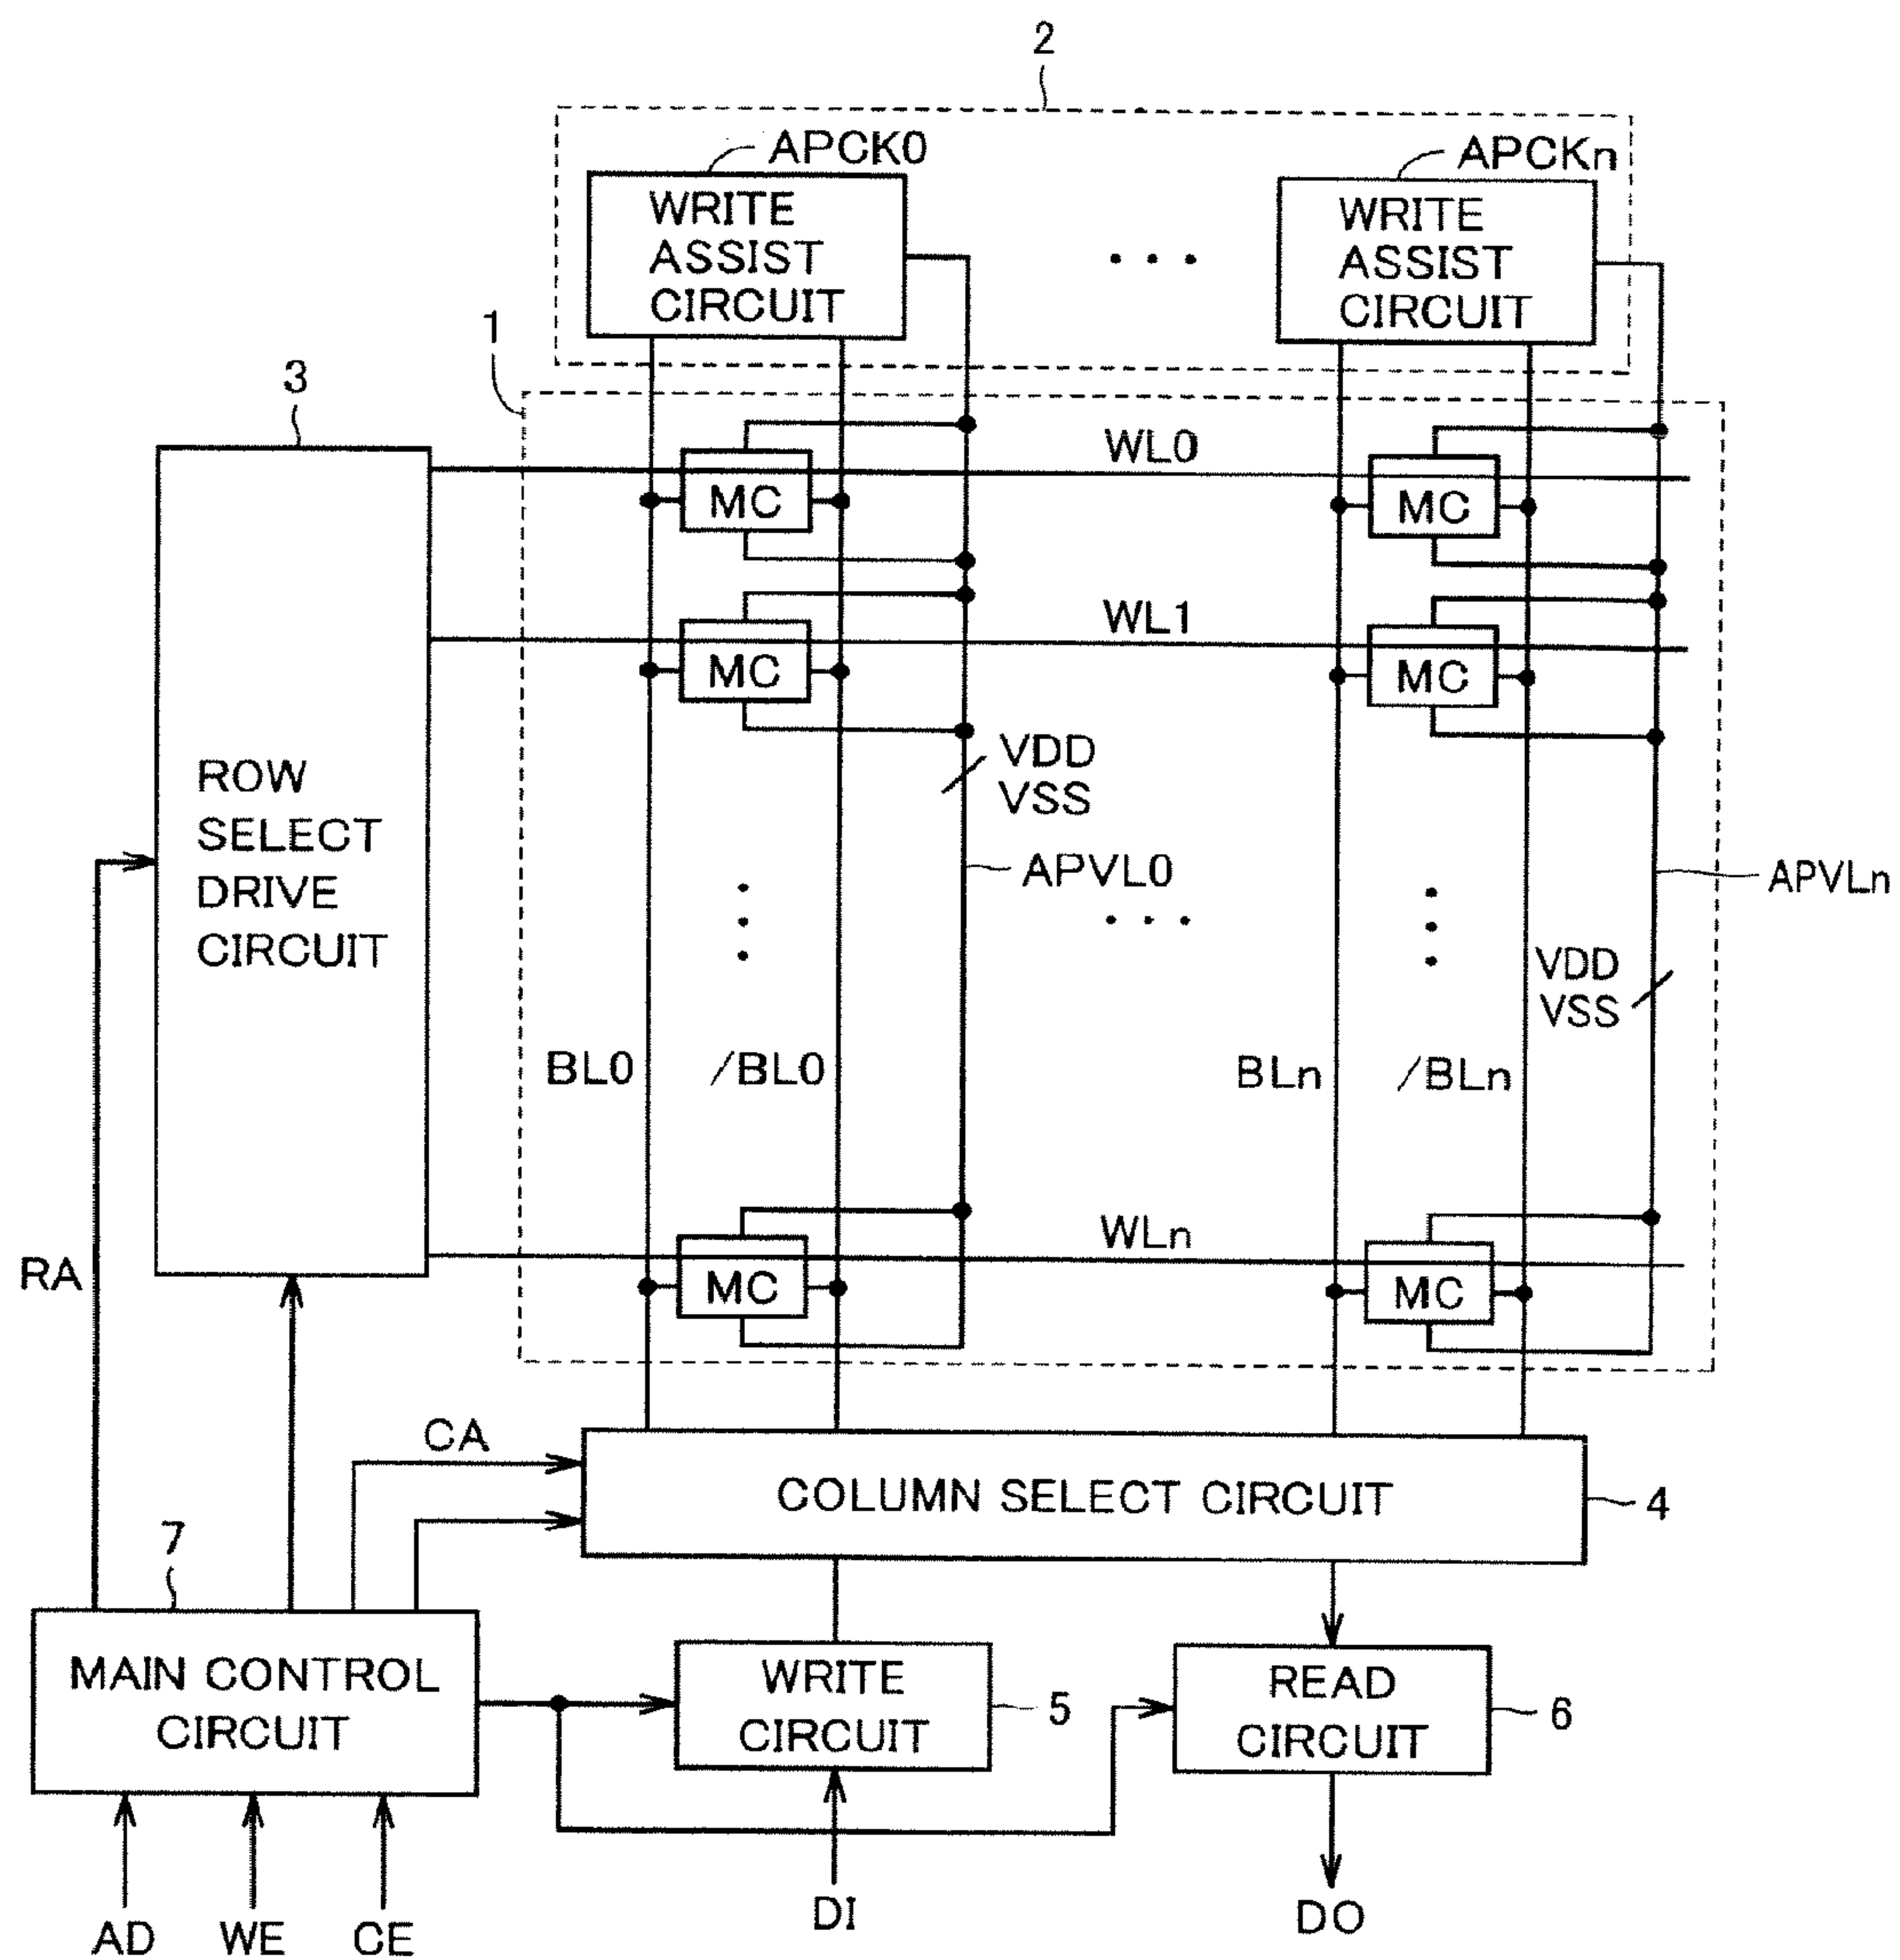 2
APCK0
APCKn
WRITE
ASSIST
CIRCUIT
. . .
WRITE
ASSIST
CIRCUIT
1
3
WL0
MC
MC
WL1
MC
MC
VDD
VSS
ROW
SELECT
DRIVE
CIRCUIT
APVL0
. . .
APVLn
VDD
VSS
BL0
/BL0
BLn
/BLn
WLn
MC
MC
RA
CA
COLUMN SELECT CIRCUIT
4
7
MAIN CONTROL
CIRCUIT
WRITE
CIRCUIT
5
READ
CIRCUIT
6
AD
WE
CE
DI
DO